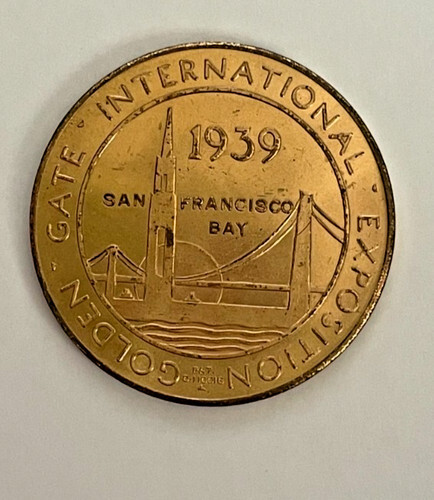 GOLDEN · GATE · INTERNATIONAL · EXPOSITION
1939
SAN FRANCISCO
BAY